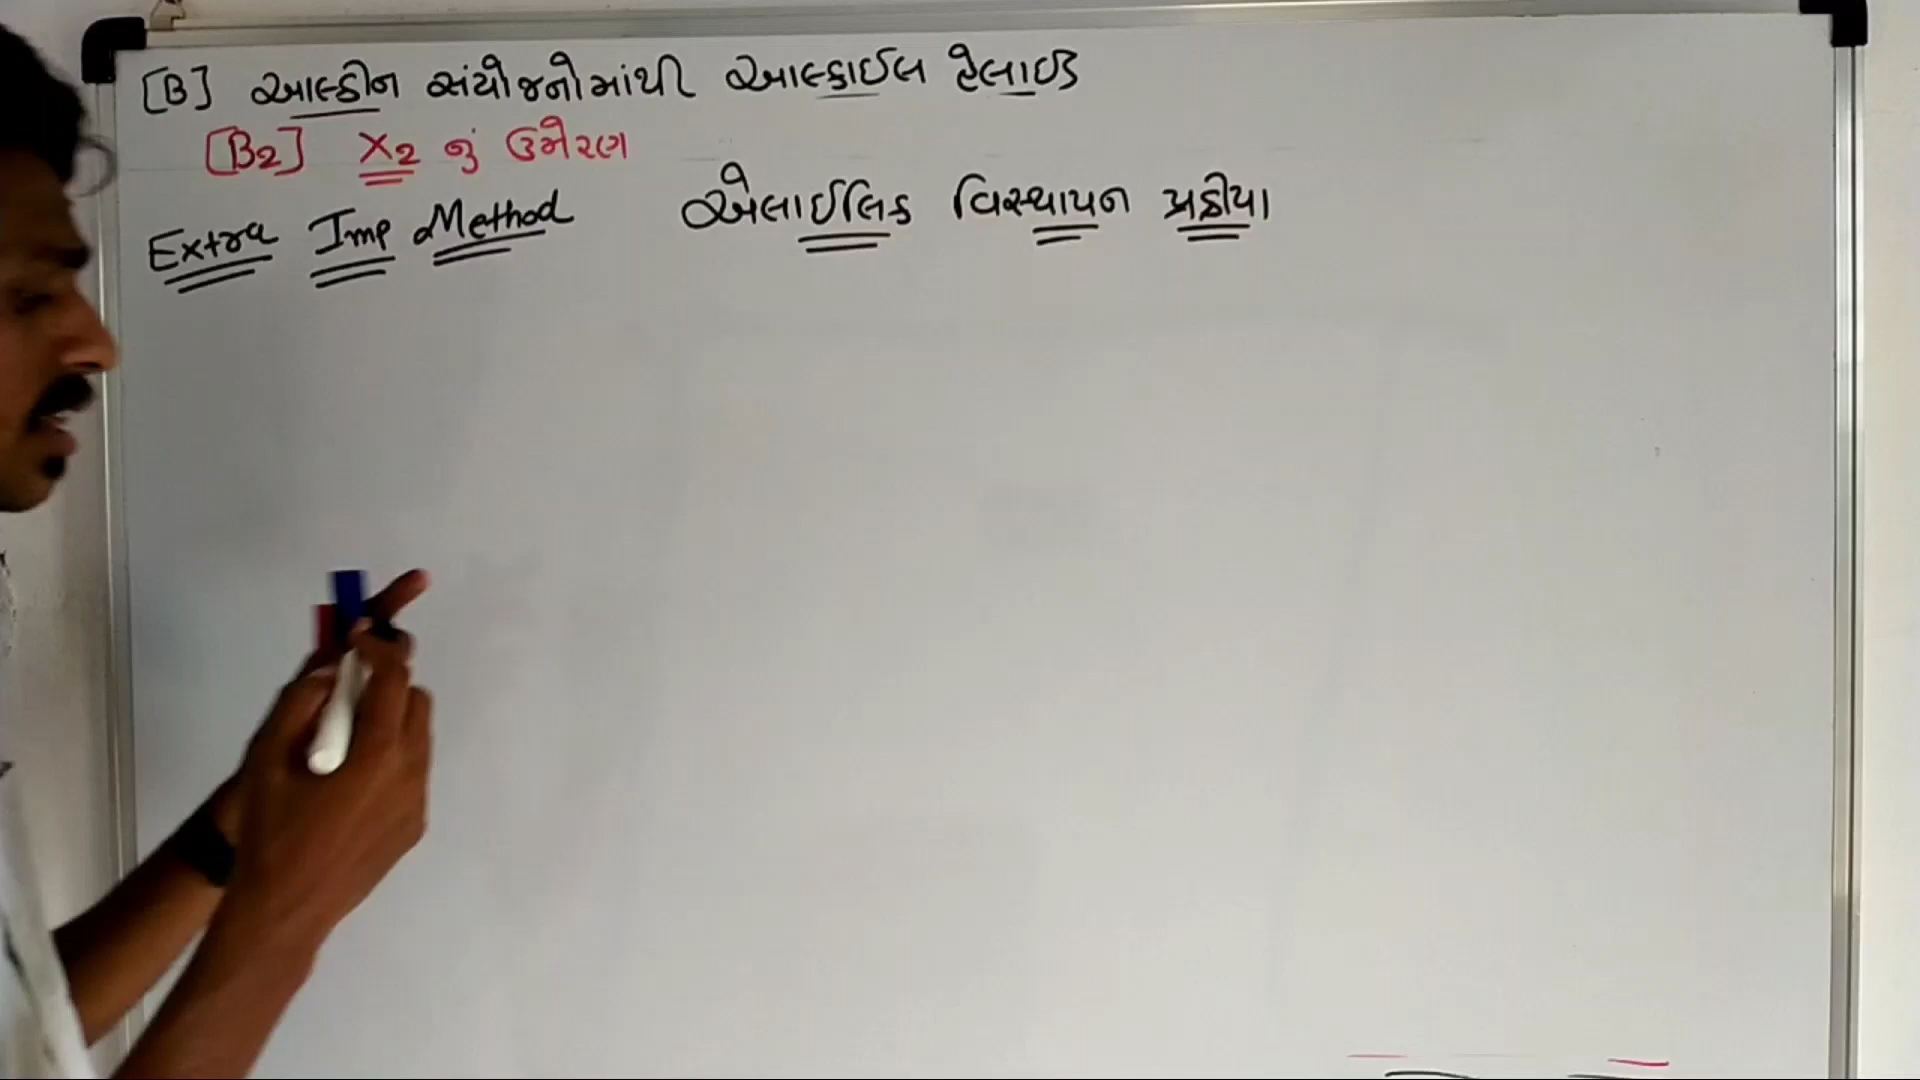 [B] આલ્કીન સંયોજનોમાંથી આલ્કાઈલ હેલાઈડ
[B2] X2 નું ઉમેરણ
Extra Imp Method એલાઈલિક વિસ્થાપન પ્રક્રીયા